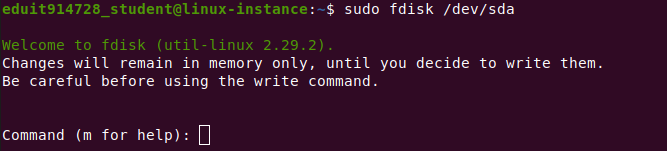 eduit914728_student@linux-instance:~$ sudo fdisk /dev/sda
Welcome to fdisk (util-linux 2.29.2).
Changes will remain in memory only, until you decide to write them.
Be careful before using the write command.
Command (m for help):